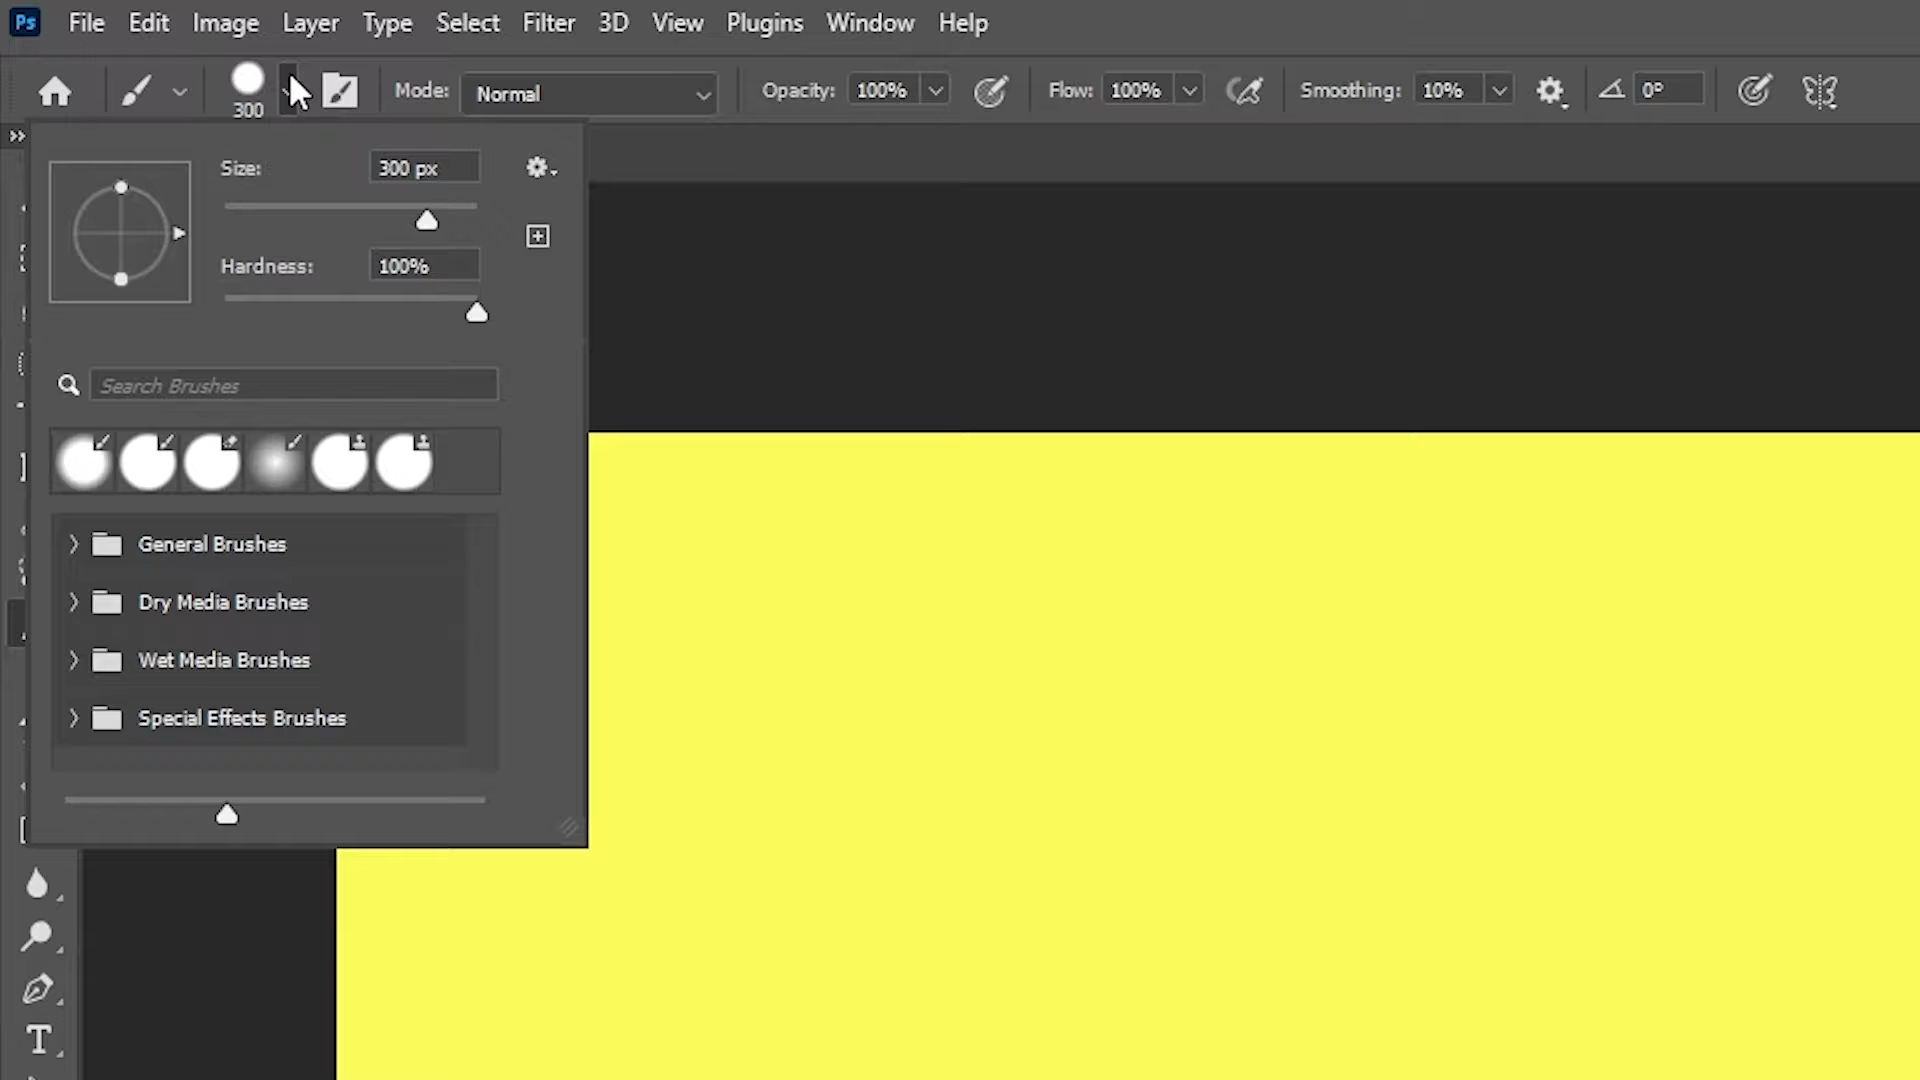 Ps File Edit Image Layer Type Select Filter 3D View Plugins Window Help
300 Mode: Normal Opacity: 100% Flow: 100% Smoothing: 10% 0°
Size: 300 px
Hardness: 100%
Search Brushes
General Brushes
Dry Media Brushes
Wet Media Brushes
Special Effects Brushes
T